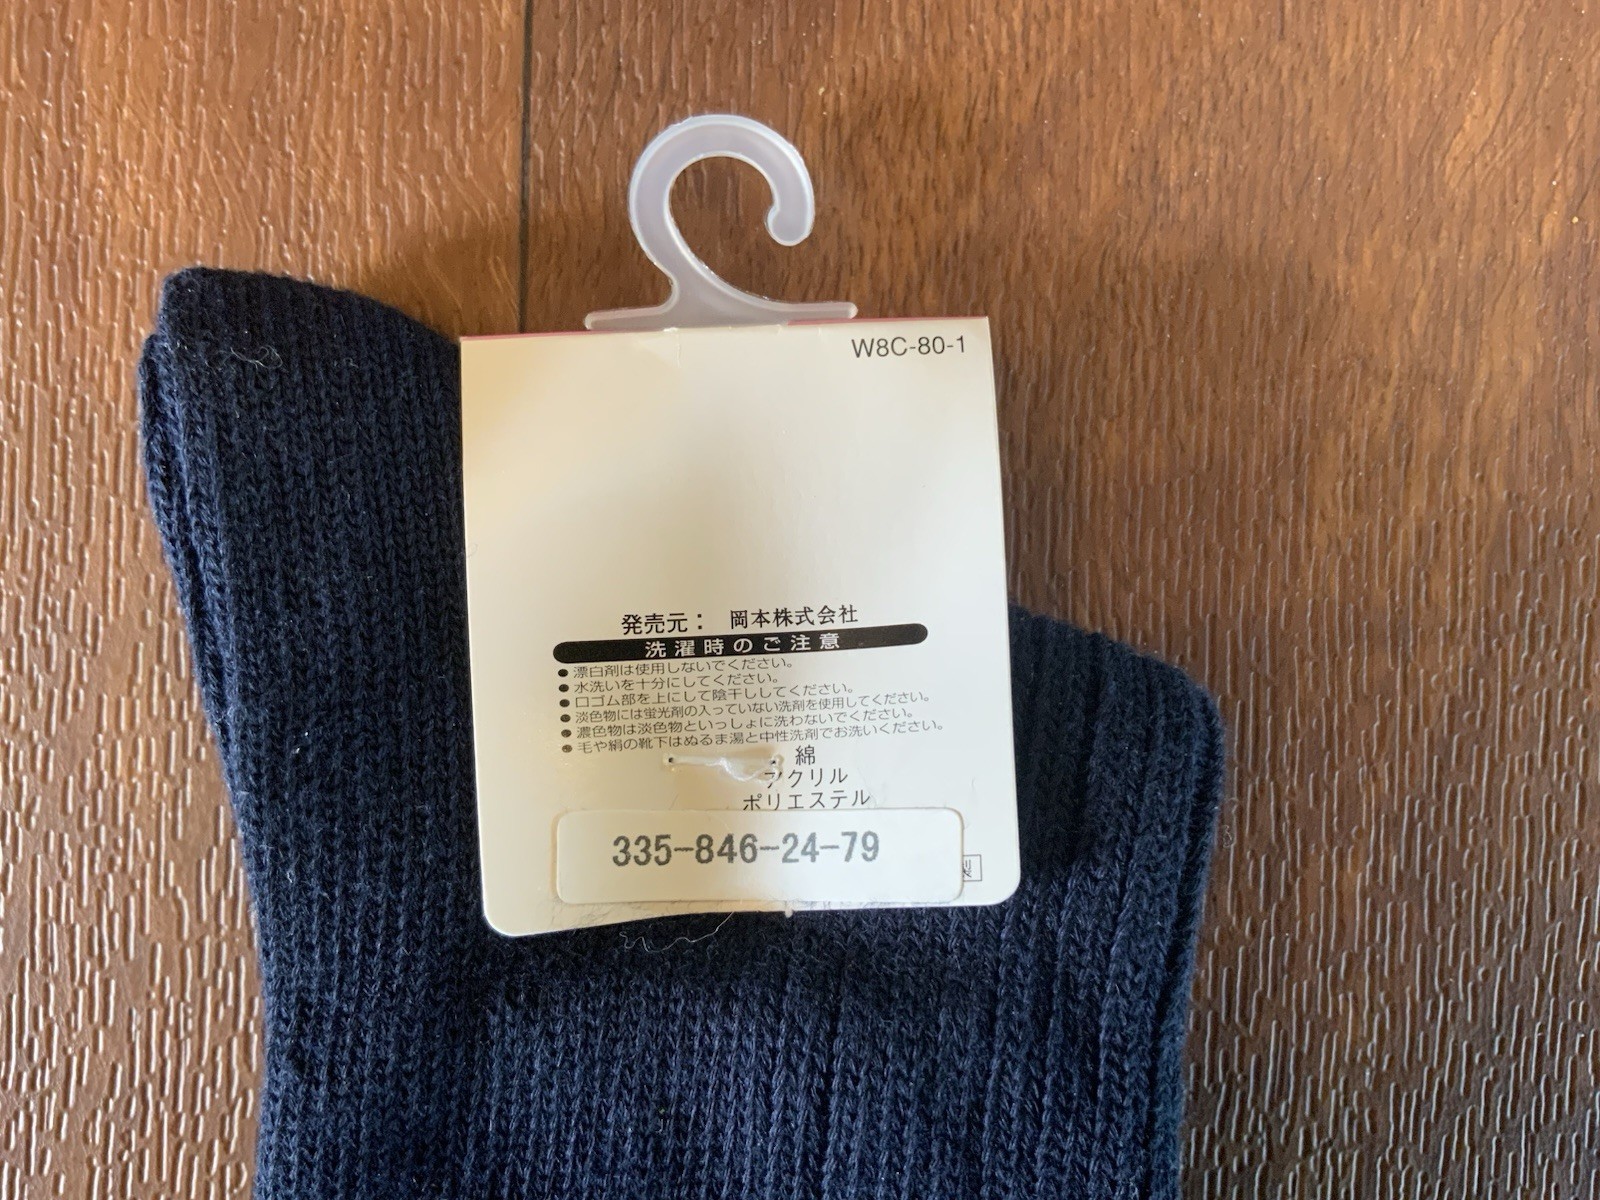 W8C-80-1
発売元： 岡本株式会社
洗濯時のご注意
●漂白剤は使用しないでください。
●水洗いを十分にしてください。
●口ゴム部を上にして陰干ししてください。
●淡色物には蛍光剤の入っていない洗剤を使用してください。
●濃色物は淡色物といっしょに洗わないでください。
●毛や絹の靴下はぬるま湯と中性洗剤でお洗いください。
綿
アクリル
ポリエステル
335-846-24-79